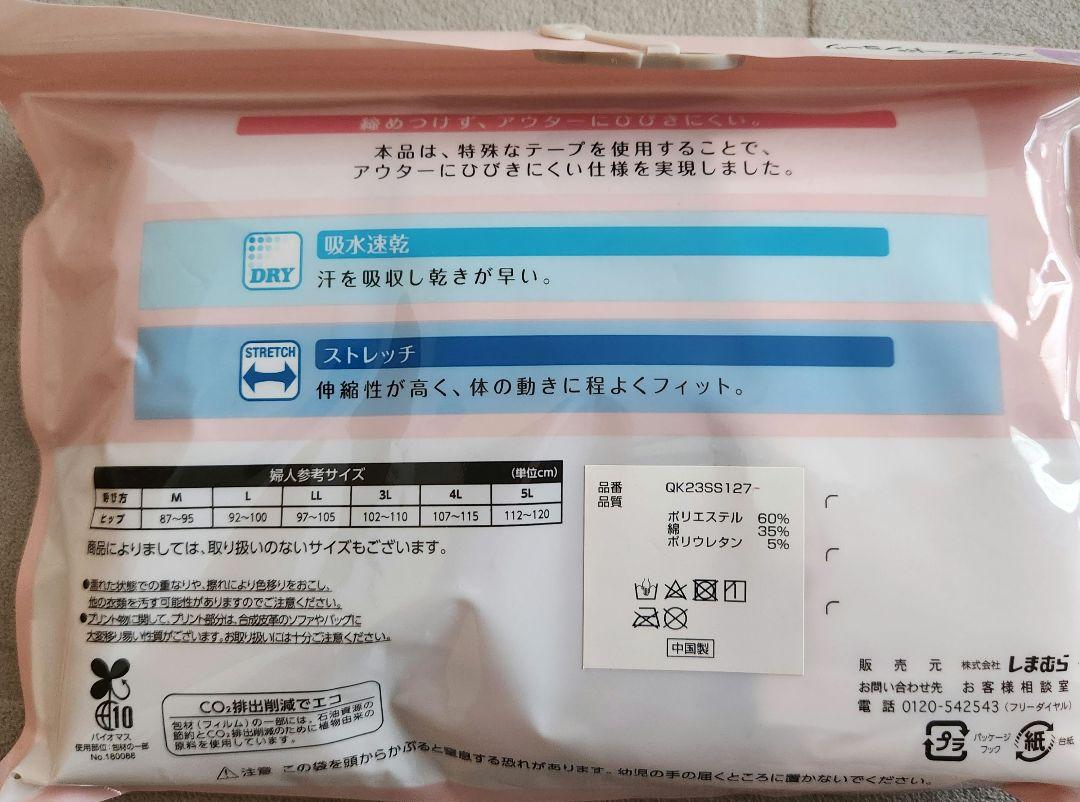 締めつけず、アウターにひびきにくい。
本品は、特殊なテープを使用することで、
アウターにひびきにくい仕様を実現しました。
DRY
吸水速乾
汗を吸収し乾きが早い。
STRETCH
ストレッチ
伸縮性が高く、体の動きに程よくフィット。
婦人参考サイズ (単位cm)
呼び方 M L LL 3L 4L 5L
ヒップ 87〜95 92〜100 97〜105 102〜110 107〜115 112〜120
商品によりましては、取り扱いのないサイズもございます。
●濡れた状態での重なりや、擦れにより色移りをおこし、
他の衣類を汚す可能性がありますのでご注意ください。
●プリント物に関して、プリント部分は、合成皮革のソファやバッグに
大変移り易い性質がございます。お取り扱いには十分ご注意ください。
10
バイオマス
使用部位:包材の一部
No.180088
CO₂排出削減でエコ
包材(フィルム)の一部には、石油資源の
節約とCO₂排出削減のために植物由来の
原料を使用しています。
品番 QK23SS127-
品質
ポリエステル 60%
綿 35%
ポリウレタン 5%
中国製
販売元 株式会社しまむら
お問い合わせ先 お客様相談室
電話 0120-542543 (フリーダイヤル)
プラ パッケージ フック
紙 台紙
⚠注意 この袋を頭からかぶると窒息する恐れがあります。幼児の手の届くところに置かないでください。